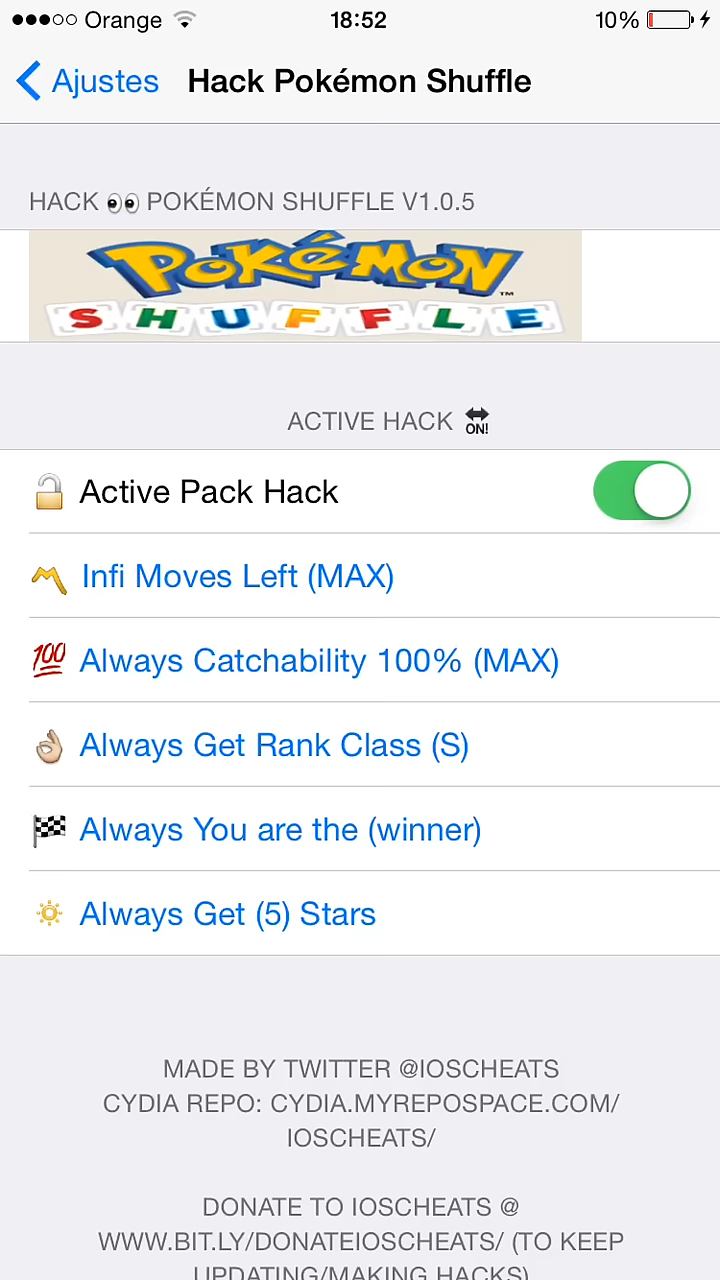 Orange 18:52 10%
Ajustes Hack Pokémon Shuffle
HACK 👀 POKÉMON SHUFFLE V1.0.5
POKéMON TM
SHUFFLE
ACTIVE HACK ON!
Active Pack Hack
Infi Moves Left (MAX)
100 Always Catchability 100% (MAX)
Always Get Rank Class (S)
Always You are the (winner)
Always Get (5) Stars
MADE BY TWITTER @IOSCHEATS
CYDIA REPO: CYDIA.MYREPOSPACE.COM/
IOSCHEATS/
DONATE TO IOSCHEATS @
WWW.BIT.LY/DONATEIOSCHEATS/ (TO KEEP
UPDATING/MAKING HACKS)